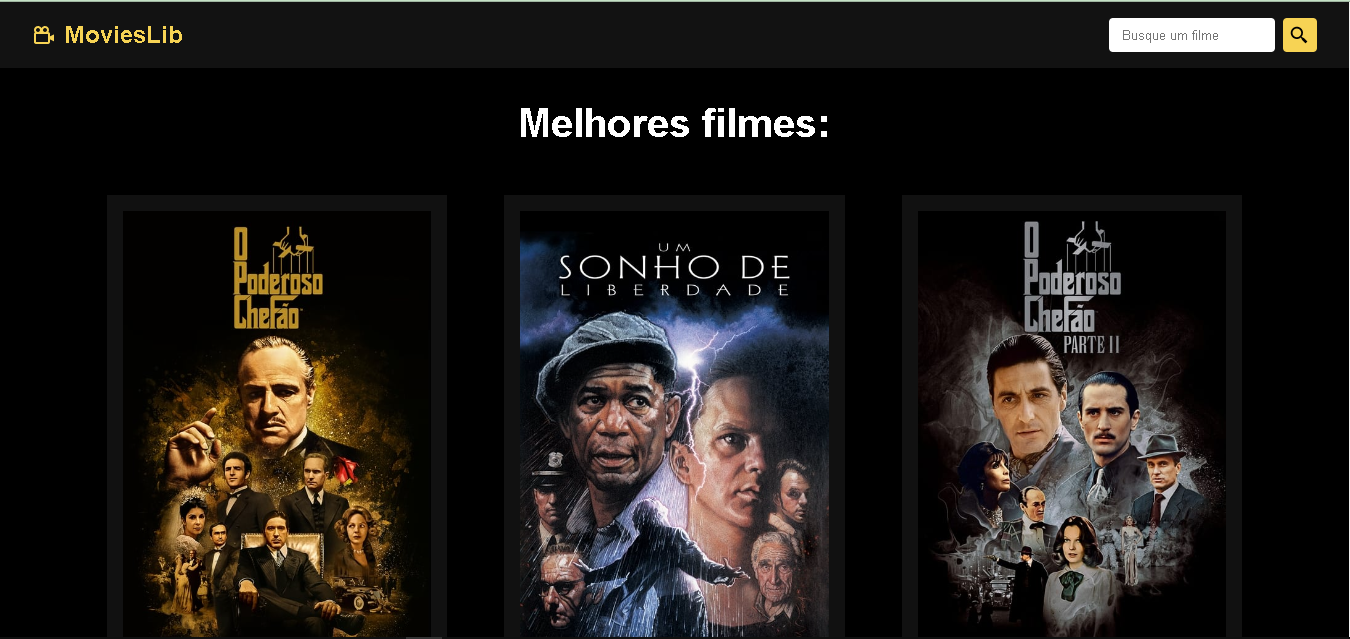 MoviesLib
Busque um filme
Melhores filmes:
O
Poderoso
Chefão
UM
SONHO DE
LIBERDADE
O
Poderoso
Chefão
PARTE II